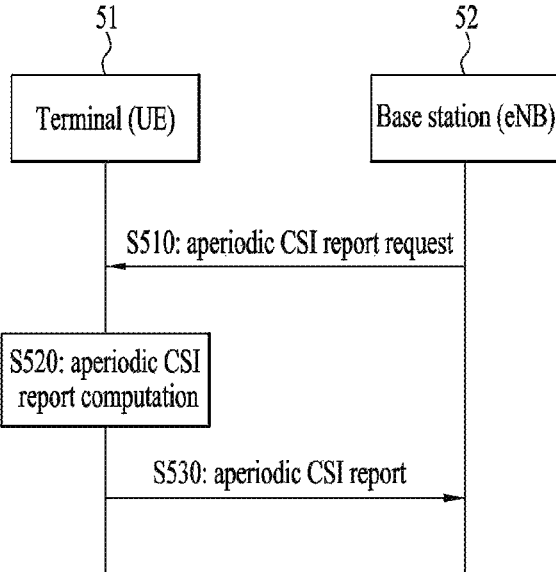 51
52
Terminal (UE)
Base station (eNB)
S510: aperiodic CSI report request
S520: aperiodic CSI
report computation
S530: aperiodic CSI report